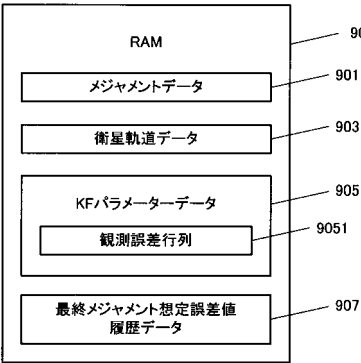 RAM
メジャメントデータ
901
衛星軌道データ
903
KFパラメーターデータ
905
観測誤差行列
9051
最終メジャメント想定誤差値
履歴データ
907